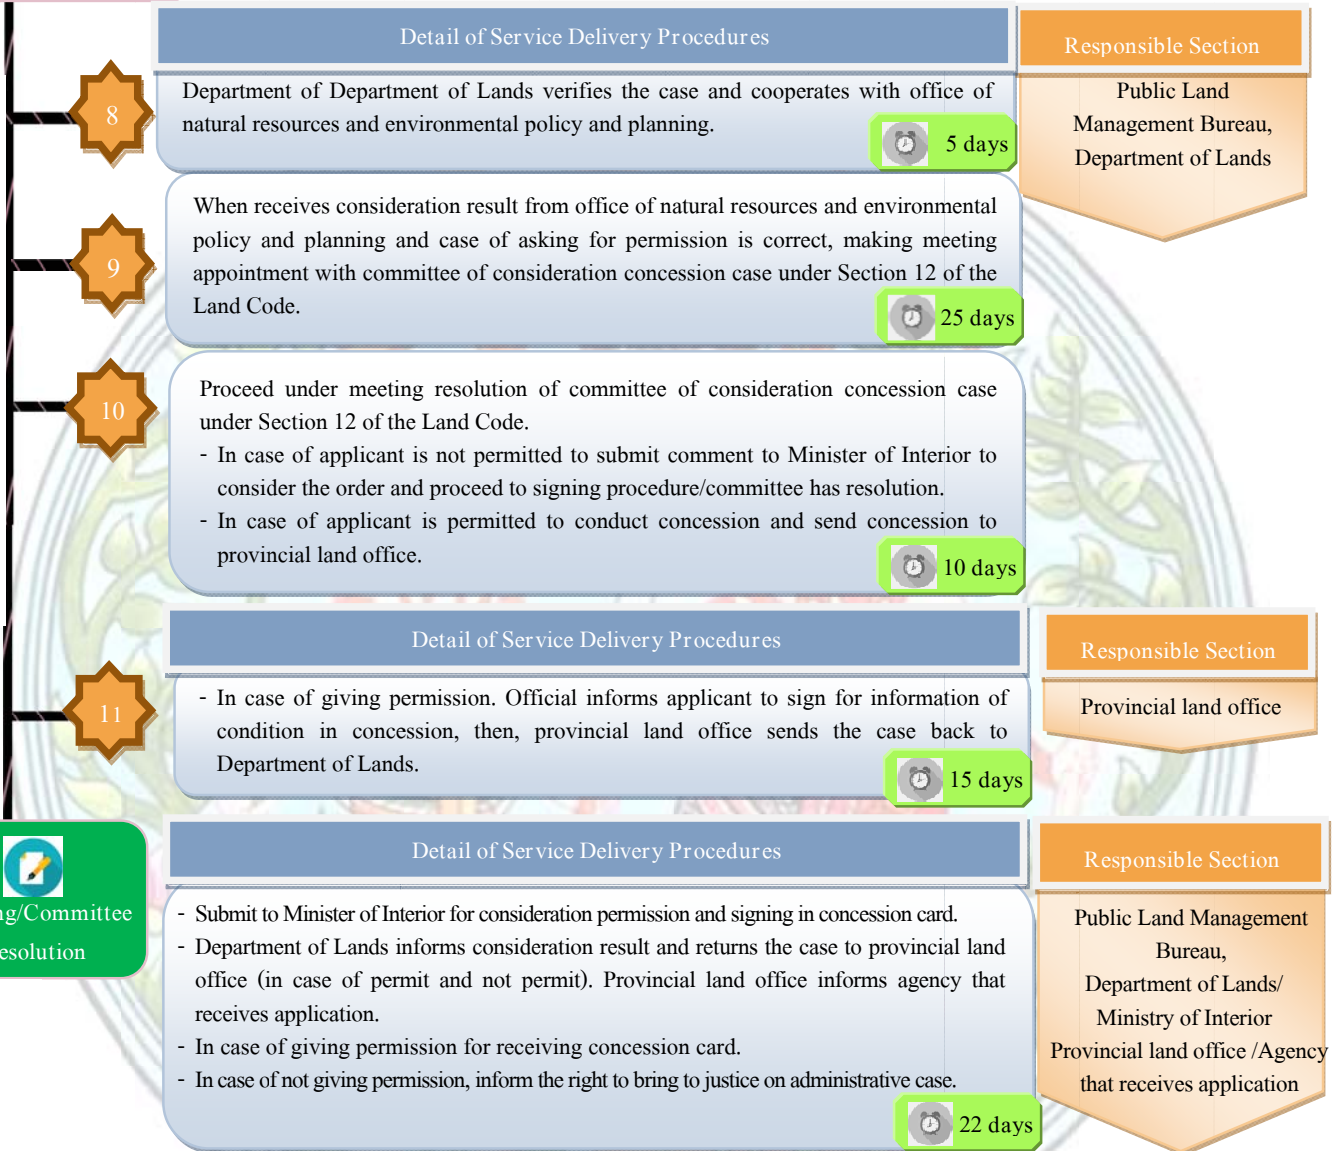 Detail of Service Delivery Procedures
Responsible Section
8
Department of Department of Lands verifies the case and cooperates with office of
natural resources and environmental policy and planning.
5 days
Public Land
Management Bureau,
Department of Lands
9
When receives consideration result from office of natural resources and environmental
policy and planning and case of asking for permission is correct, making meeting
appointment with committee of consideration concession case under Section 12 of the
Land Code.
25 days
10
Proceed under meeting resolution of committee of consideration concession case
under Section 12 of the Land Code.
- In case of applicant is not permitted to submit comment to Minister of Interior to
consider the order and proceed to signing procedure/committee has resolution.
- In case of applicant is permitted to conduct concession and send concession to
provincial land office.
10 days
Detail of Service Delivery Procedures
Responsible Section
11
- In case of giving permission. Official informs applicant to sign for information of
condition in concession, then, provincial land office sends the case back to
Department of Lands.
15 days
Provincial land office
Detail of Service Delivery Procedures
Responsible Section
ng/Committee
esolution
- Submit to Minister of Interior for consideration permission and signing in concession card.
- Department of Lands informs consideration result and returns the case to provincial land
office (in case of permit and not permit). Provincial land office informs agency that
receives application.
- In case of giving permission for receiving concession card.
- In case of not giving permission, inform the right to bring to justice on administrative case.
22 days
Public Land Management
Bureau,
Department of Lands/
Ministry of Interior
Provincial land office /Agency
that receives application